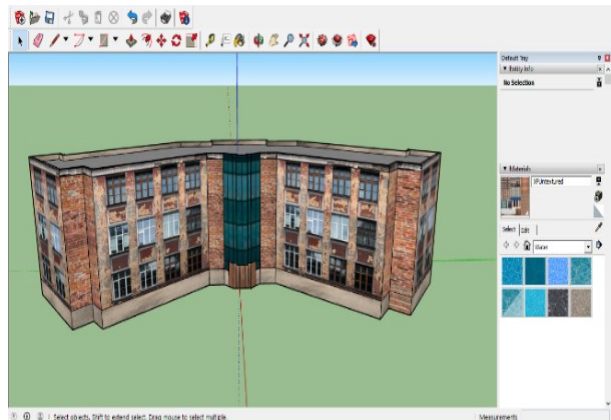 Default Tray
▼ Entity Info
No Selection
▼ Materials
Select Edit
Water
Select objects. Shift to extend select. Drag mouse to select multiple.
Measurements